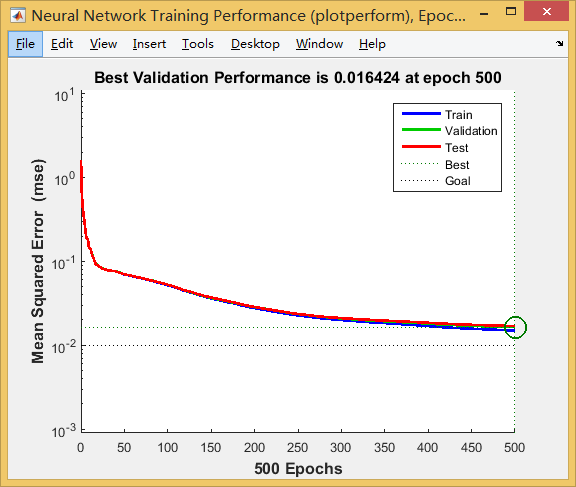 Neural Network Training Performance (plotperform), Epoc...
File Edit View Insert Tools Desktop Window Help
Best Validation Performance is 0.016424 at epoch 500
10^1
10^0
10^-1
10^-2
10^-3
Mean Squared Error (mse)
Train
Validation
Test
Best
Goal
0 50 100 150 200 250 300 350 400 450 500
500 Epochs